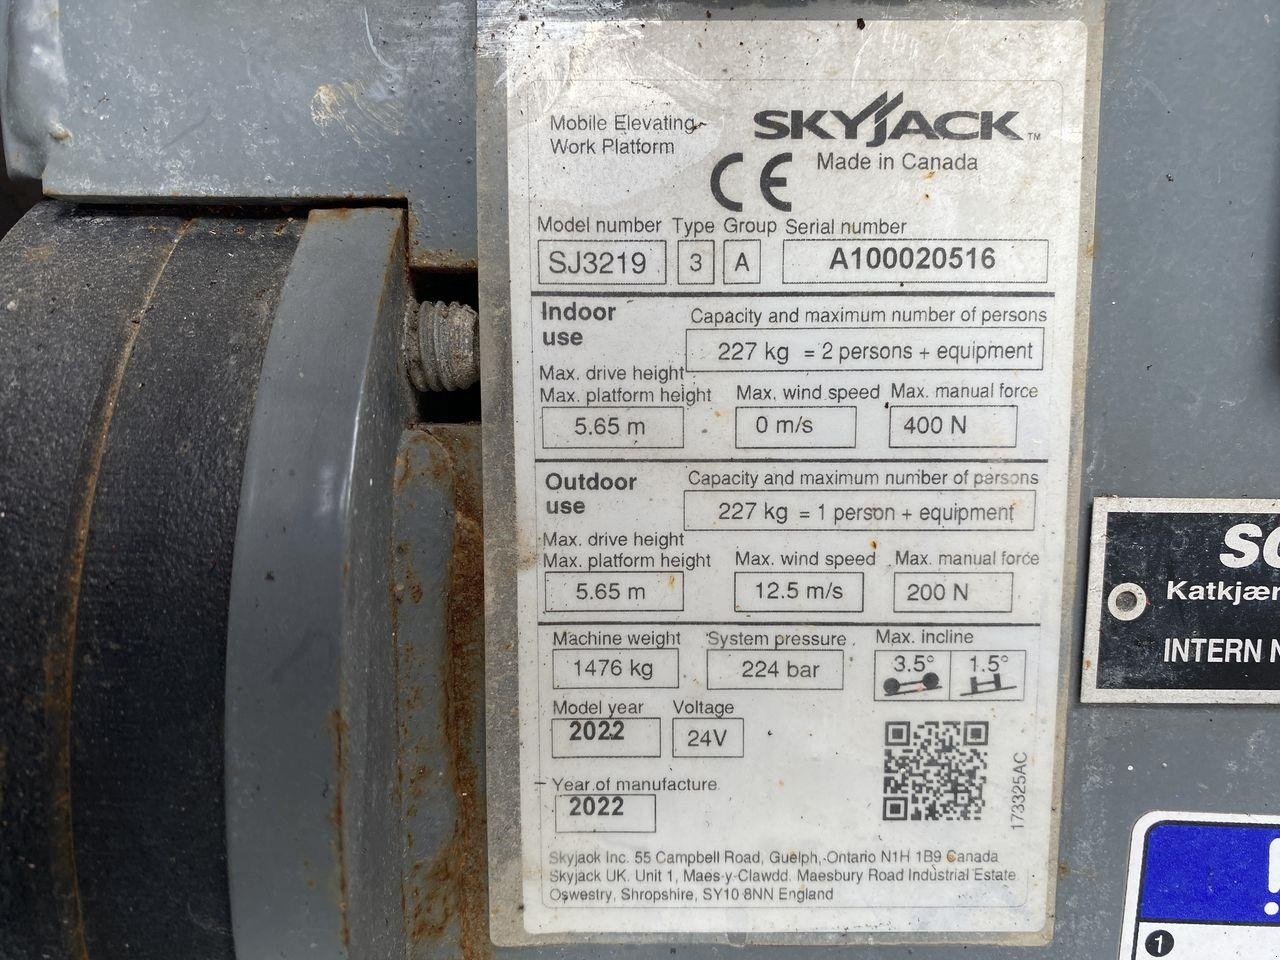 Mobile Elevating
Work Platform
SKYJACK™
Made in Canada
CE
Model number Type Group Serial number
SJ3219 3 A A100020516
Indoor
use
Capacity and maximum number of persons
227 kg = 2 persons + equipment
Max. drive height
Max. platform height Max. wind speed Max. manual force
5.65 m 0 m/s 400 N
Outdoor
use
Capacity and maximum number of persons
227 kg = 1 person + equipment
Max. drive height
Max. platform height Max. wind speed Max. manual force
5.65 m 12.5 m/s 200 N
Machine weight System pressure Max. incline
1476 kg 224 bar 3.5° 1.5°
Model year Voltage
2022 24V
Year of manufacture
2022
173325AC
Skyjack Inc. 55 Campbell Road, Guelph, Ontario N1H 1B9 Canada
Skyjack UK. Unit 1, Maes-y-Clawdd. Maesbury Road Industrial Estate
Oswestry, Shropshire, SY10 8NN England
INTERN
1